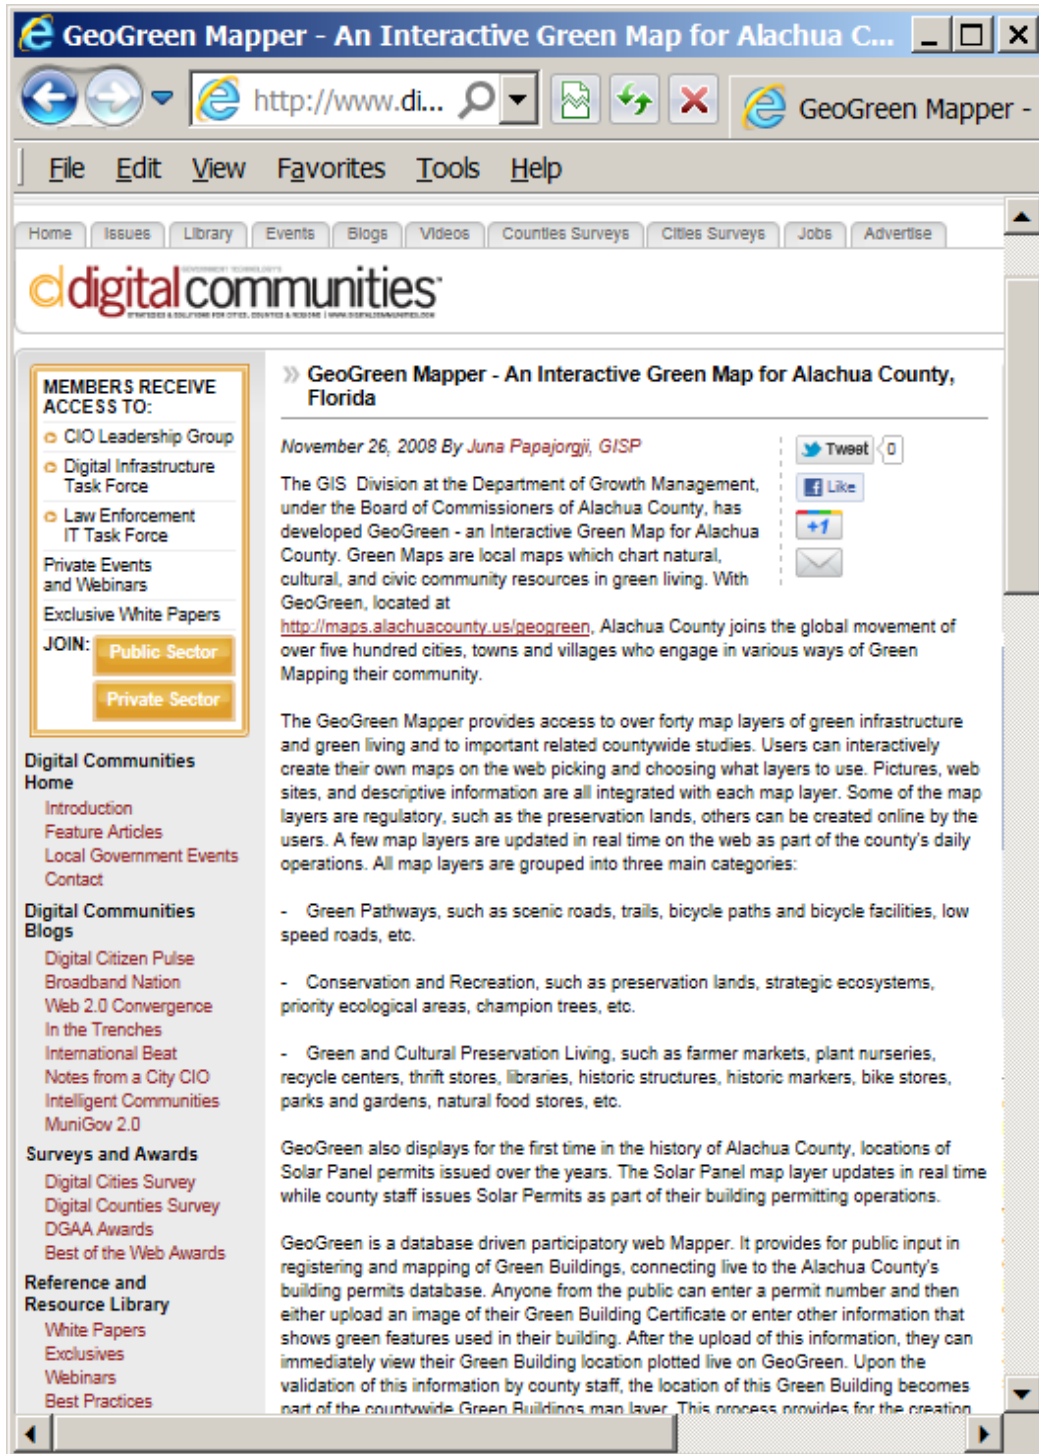 GeoGreen Mapper - An Interactive Green Map for Alachua C...
http://www.di...
GeoGreen Mapper -
File Edit View Favorites Tools Help
Home Issues Library Events Blogs Videos Counties Surveys Cities Surveys Jobs Advertise
GOVERNMENT TECHNOLOGY'S
digital communities
STRATEGIES & SOLUTIONS FOR CITIES, COUNTIES & REGIONS | WWW.DIGITALCOMMUNITIES.COM
MEMBERS RECEIVE
ACCESS TO:
CIO Leadership Group
Digital Infrastructure
Task Force
Law Enforcement
IT Task Force
Private Events
and Webinars
Exclusive White Papers
JOIN: Public Sector
Private Sector
Digital Communities
Home
Introduction
Feature Articles
Local Government Events
Contact
Digital Communities
Blogs
Digital Citizen Pulse
Broadband Nation
Web 2.0 Convergence
In the Trenches
International Beat
Notes from a City CIO
Intelligent Communities
MuniGov 2.0
Surveys and Awards
Digital Cities Survey
Digital Counties Survey
DGAA Awards
Best of the Web Awards
Reference and
Resource Library
White Papers
Exclusives
Webinars
Best Practices
» GeoGreen Mapper - An Interactive Green Map for Alachua County,
Florida
November 26, 2008 By Juna Papajorgji, GISP
Tweet 0
Like
+1
The GIS Division at the Department of Growth Management,
under the Board of Commissioners of Alachua County, has
developed GeoGreen - an Interactive Green Map for Alachua
County. Green Maps are local maps which chart natural,
cultural, and civic community resources in green living. With
GeoGreen, located at
http://maps.alachuacounty.us/geogreen, Alachua County joins the global movement of
over five hundred cities, towns and villages who engage in various ways of Green
Mapping their community.
The GeoGreen Mapper provides access to over forty map layers of green infrastructure
and green living and to important related countywide studies. Users can interactively
create their own maps on the web picking and choosing what layers to use. Pictures, web
sites, and descriptive information are all integrated with each map layer. Some of the map
layers are regulatory, such as the preservation lands, others can be created online by the
users. A few map layers are updated in real time on the web as part of the county's daily
operations. All map layers are grouped into three main categories:
- Green Pathways, such as scenic roads, trails, bicycle paths and bicycle facilities, low
speed roads, etc.
- Conservation and Recreation, such as preservation lands, strategic ecosystems,
priority ecological areas, champion trees, etc.
- Green and Cultural Preservation Living, such as farmer markets, plant nurseries,
recycle centers, thrift stores, libraries, historic structures, historic markers, bike stores,
parks and gardens, natural food stores, etc.
GeoGreen also displays for the first time in the history of Alachua County, locations of
Solar Panel permits issued over the years. The Solar Panel map layer updates in real time
while county staff issues Solar Permits as part of their building permitting operations.
GeoGreen is a database driven participatory web Mapper. It provides for public input in
registering and mapping of Green Buildings, connecting live to the Alachua County's
building permits database. Anyone from the public can enter a permit number and then
either upload an image of their Green Building Certificate or enter other information that
shows green features used in their building. After the upload of this information, they can
immediately view their Green Building location plotted live on GeoGreen. Upon the
validation of this information by county staff, the location of this Green Building becomes
part of the countywide Green Buildings map layer. This process provides for the creation